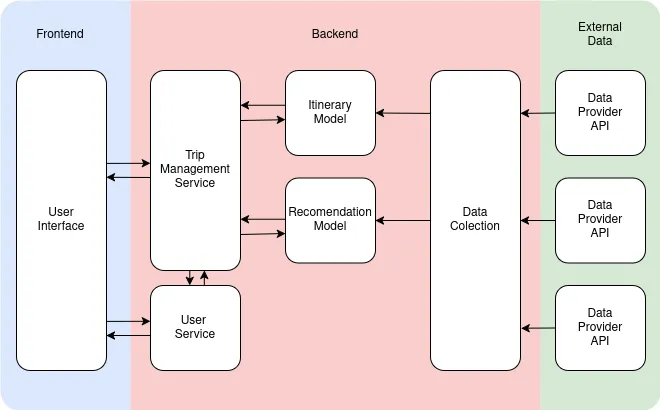 Frontend
Backend
External
Data
User
Interface
Trip
Management
Service
User
Service
Itinerary
Model
Recomendation
Model
Data
Colection
Data
Provider
API
Data
Provider
API
Data
Provider
API